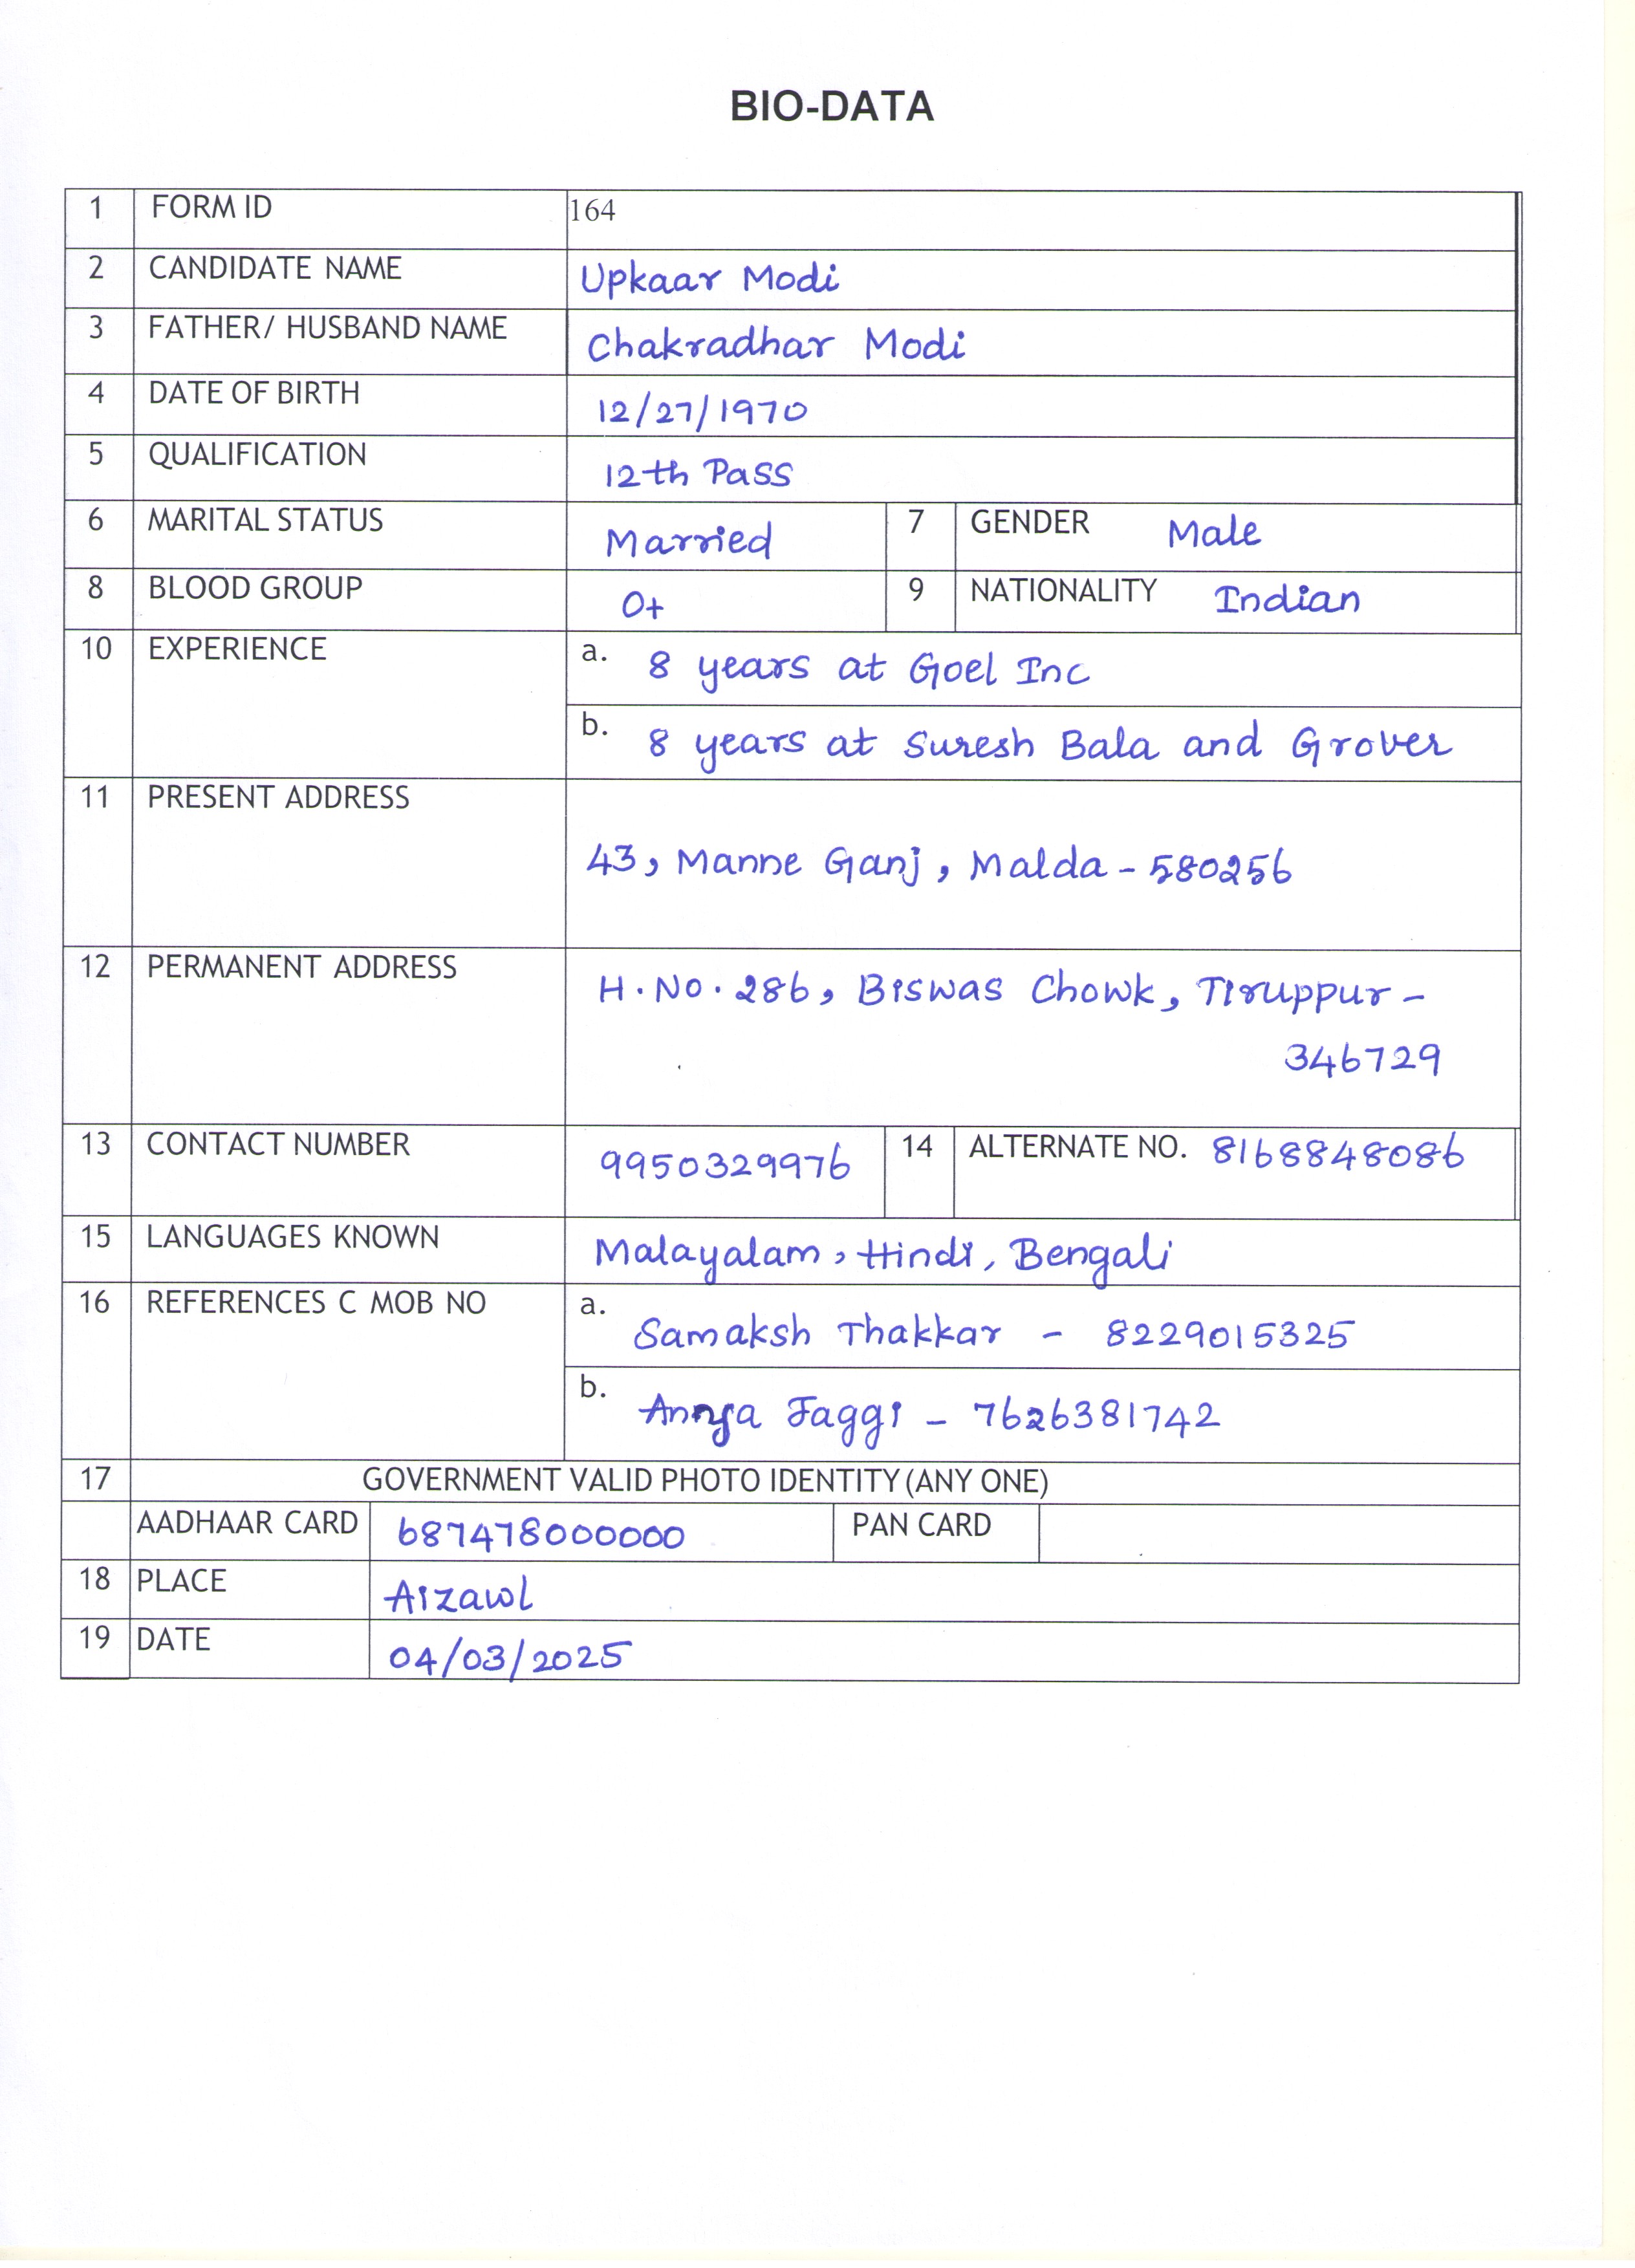 BIO-DATA
1 FORM ID 164
2 CANDIDATE NAME Upkaar Modi
3 FATHER/ HUSBAND NAME Chakradhar Modi
4 DATE OF BIRTH 12/27/1970
5 QUALIFICATION 12th Pass
6 MARITAL STATUS Married 7 GENDER Male
8 BLOOD GROUP O+ 9 NATIONALITY Indian
10 EXPERIENCE a. 8 years at Goel Inc
b. 8 years at Suresh Bala and Grover
11 PRESENT ADDRESS
43, Manne Ganj, Malda - 580256
12 PERMANENT ADDRESS H.No. 286, Biswas Chowk, Tiruppur -
346729
13 CONTACT NUMBER 9950329976 14 ALTERNATE NO. 8168848086
15 LANGUAGES KNOWN Malayalam, Hindi, Bengali
16 REFERENCES C MOB NO a. Samaksh Thakkar - 8229015325
b. Jaggi - 7626381742
17 GOVERNMENT VALID PHOTO IDENTITY (ANY ONE)
AADHAAR CARD 687478000000 PAN CARD
18 PLACE Aizawl
19 DATE 04/03/2025